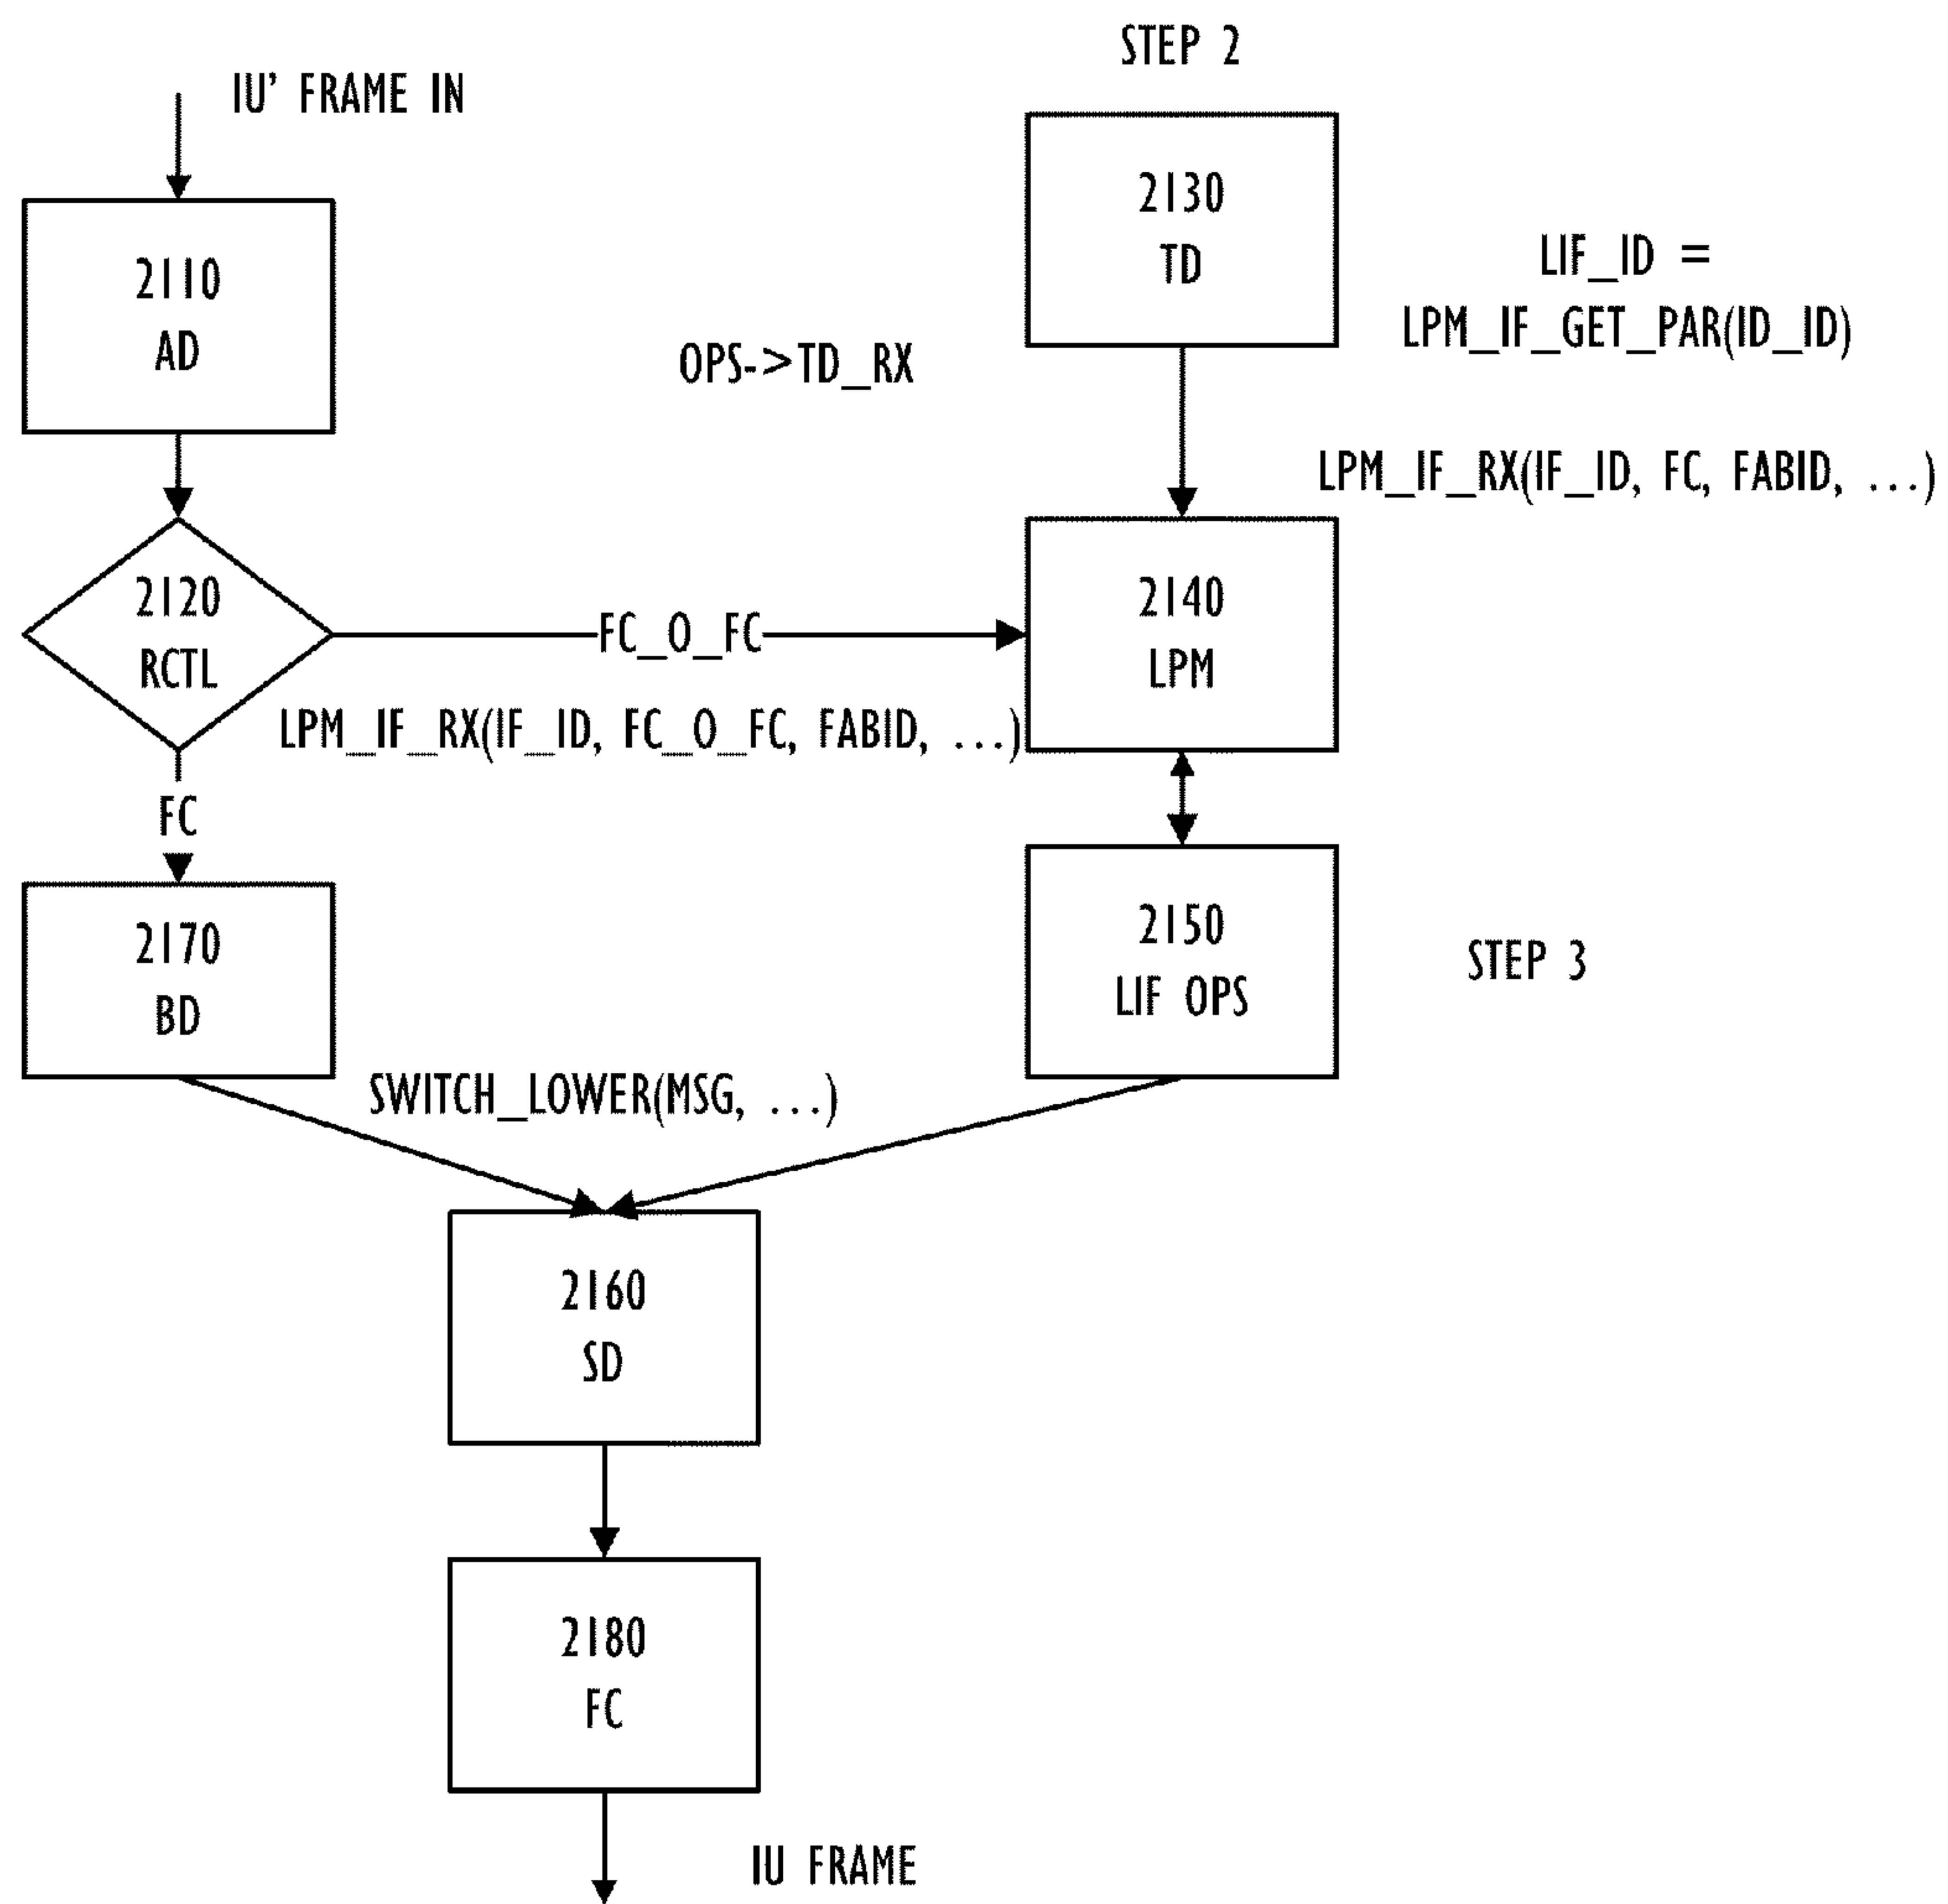 STEP 2
IU' FRAME IN
2130
TD
2110
AD
LIF_ID =
LPM_IF_GET_PAR(ID_ID)
OPS->TD_RX
LPM_IF_RX(IF_ID, FC, FABID, ...)
2120
RCTL
FC_O_FC
2140
LPM
LPM_IF_RX(IF_ID, FC_O_FC, FABID, ...)
FC
2170
BD
2150
LIF OPS
STEP 3
SWITCH_LOWER(MSG, ...)
2160
SD
2180
FC
IU FRAME